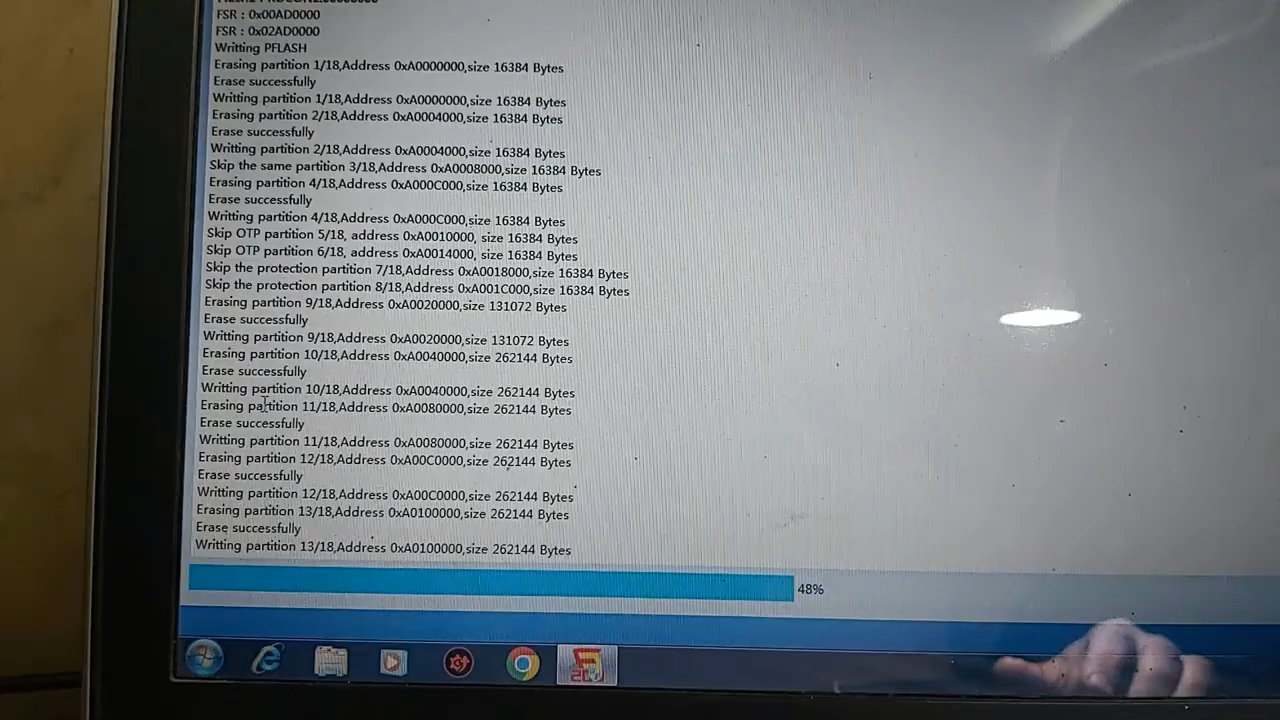 FSR : 0x00AD0000
FSR : 0x02AD0000
Writting PFLASH
Erasing partition 1/18,Address 0xA0000000,size 16384 Bytes
Erase successfully
Writting partition 1/18,Address 0xA0000000,size 16384 Bytes
Erasing partition 2/18,Address 0xA0004000,size 16384 Bytes
Erase successfully
Writting partition 2/18,Address 0xA0004000,size 16384 Bytes
Skip the same partition 3/18,Address 0xA0008000,size 16384 Bytes
Erasing partition 4/18,Address 0xA000C000,size 16384 Bytes
Erase successfully
Writting partition 4/18,Address 0xA000C000,size 16384 Bytes
Skip OTP partition 5/18, address 0xA0010000, size 16384 Bytes
Skip OTP partition 6/18, address 0xA0014000, size 16384 Bytes
Skip the protection partition 7/18,Address 0xA0018000,size 16384 Bytes
Skip the protection partition 8/18,Address 0xA001C000,size 16384 Bytes
Erasing partition 9/18,Address 0xA0020000,size 131072 Bytes
Erase successfully
Writting partition 9/18,Address 0xA0020000,size 131072 Bytes
Erasing partition 10/18,Address 0xA0040000,size 262144 Bytes
Erase successfully
Writting partition 10/18,Address 0xA0040000,size 262144 Bytes
Erasing partition 11/18,Address 0xA0080000,size 262144 Bytes
Erase successfully
Writting partition 11/18,Address 0xA0080000,size 262144 Bytes
Erasing partition 12/18,Address 0xA00C0000,size 262144 Bytes
Erase successfully
Writting partition 12/18,Address 0xA00C0000,size 262144 Bytes
Erasing partition 13/18,Address 0xA0100000,size 262144 Bytes
Erase successfully
Writting partition 13/18,Address 0xA0100000,size 262144 Bytes
48%